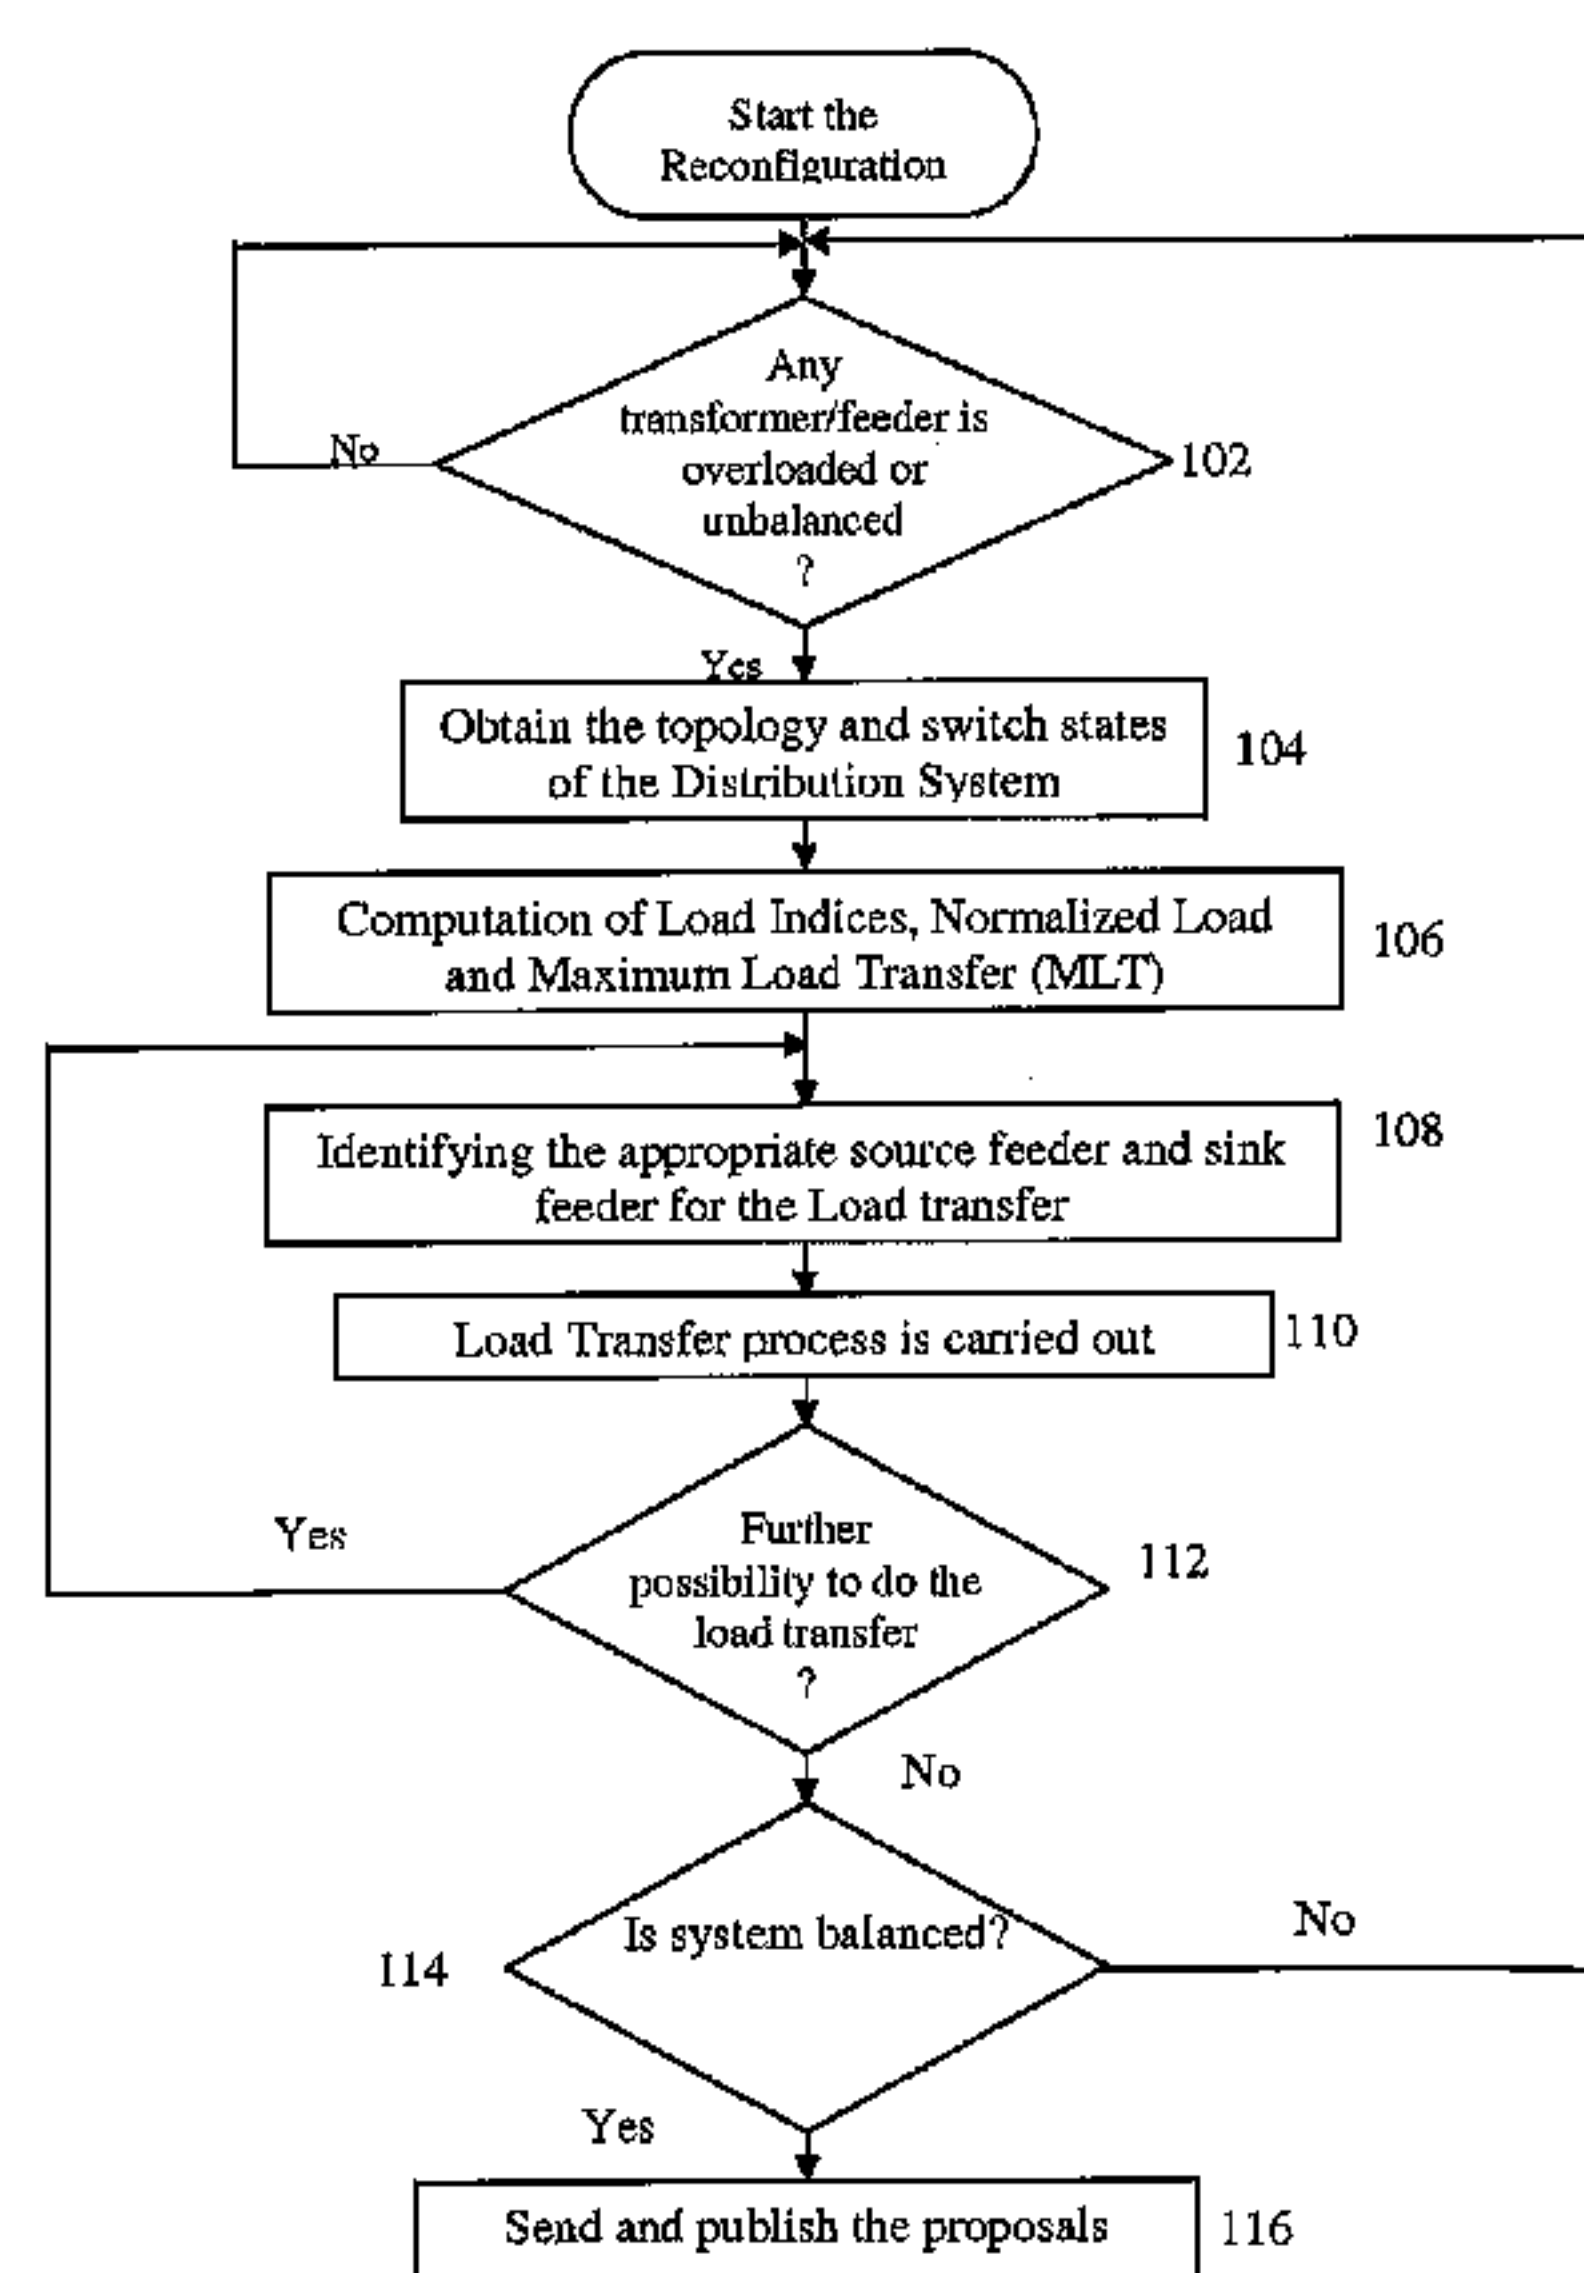 Start the
Reconfiguration
Any
transformer/feeder is
overloaded or
unbalanced
?
No
102
Yes
Obtain the topology and switch states
of the Distribution System
104
Computation of Load Indices, Normalized Load
and Maximum Load Transfer (MLT)
106
Identifying the appropriate source feeder and sink
feeder for the Load transfer
108
Load Transfer process is carried out
110
Further
possibility to do the
load transfer
?
Yes
112
No
Is system balanced?
114
No
Yes
Send and publish the proposals
116